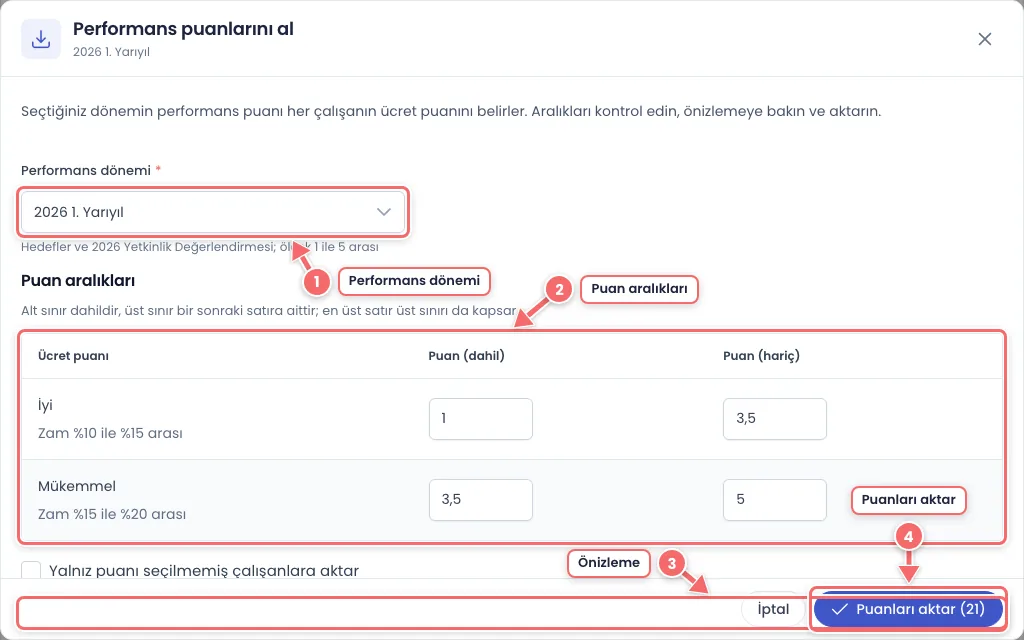 Performans puanlarını al
2026 1. Yarıyıl
Seçtiğiniz dönemin performans puanı her çalışanın ücret puanını belirler. Aralıkları kontrol edin, önizlemeye bakın ve aktarın.
Performans dönemi *
2026 1. Yarıyıl
Hedefler ve 2026 Yetkinlik Değerlendirmesi; 1 ile 5 arası
1 Performans dönemi
Puan aralıkları
2 Puan aralıkları
Alt sınır dahildir, üst sınır bir sonraki satıra aittir; en üst satır üst sınırı da kapsar
Ücret puanı Puan (dahil) Puan (hariç)
İyi
Zam %10 ile %15 arası
1 3,5
Mükemmel
Zam %15 ile %20 arası
3,5 5
Puanları aktar
4
Önizleme 3
Yalnız puanı seçilmemiş çalışanlara aktar
İptal Puanları aktar (21)